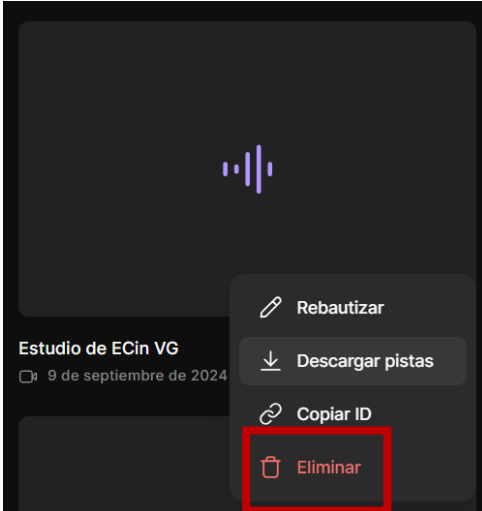 Rebautizar
Estudio de ECin VG
Descargar pistas
9 de septiembre de 2024
Copiar ID
Eliminar